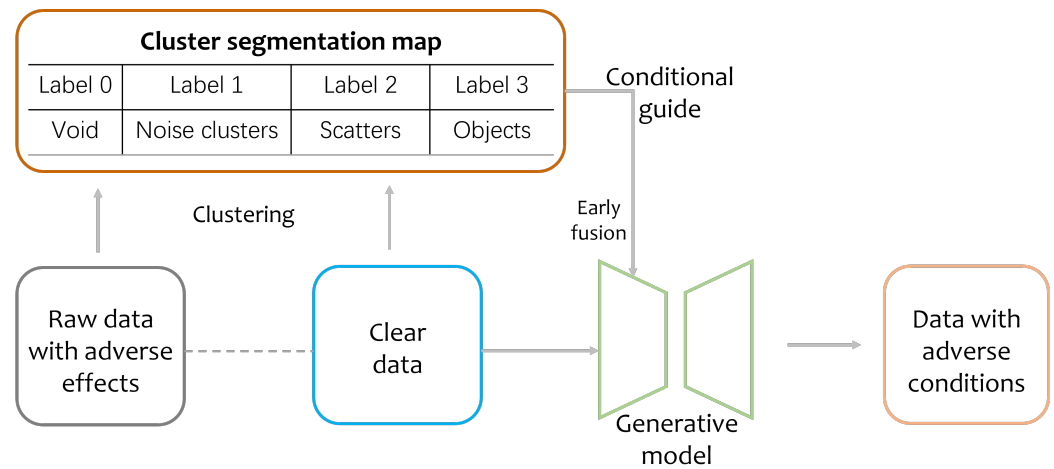 Cluster segmentation map
Label 0 Label 1 Label 2 Label 3
Void Noise clusters Scatters Objects
Conditional
guide
Clustering
Early
fusion
Raw data
with adverse
effects
Clear
data
Generative
model
Data with
adverse
conditions